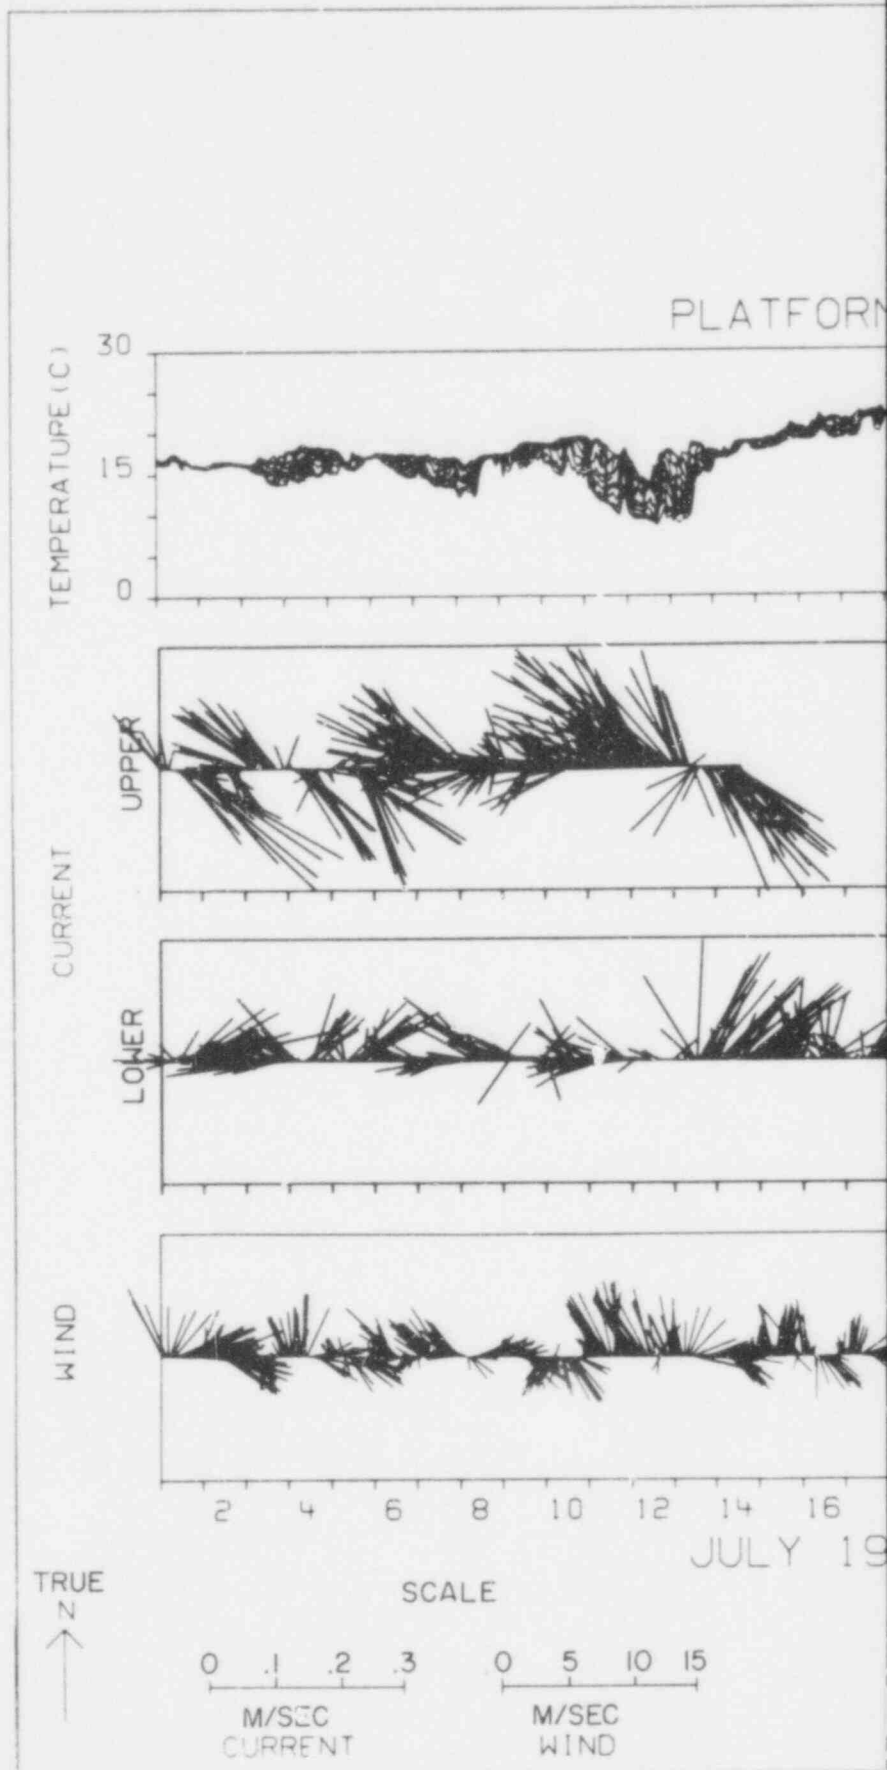 PLATFORM
TEMPERATURE (C)
30
15
0
CURRENT
UPPER
LOWER
WIND
2 4 6 8 10 12 14 16
JULY 19
TRUE
N
SCALE
0 .1 .2 .3
M/SEC
CURRENT
0 5 10 15
M/SEC
WIND